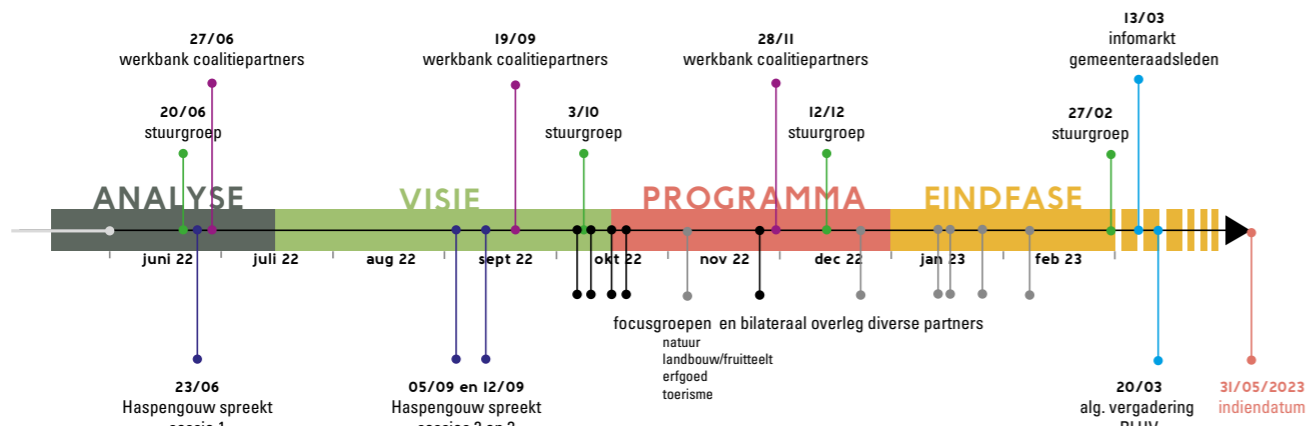 27/06
werkbank coalitiepartners
19/09
werkbank coalitiepartners
28/11
werkbank coalitiepartners
13/03
infomarkt
gemeenteraadsleden
20/06
stuurgroep
3/10
stuurgroep
12/12
stuurgroep
27/02
stuurgroep
ANALYSE
VISIE
PROGRAMMA
EINDFASE
juni 22
juli 22
aug 22
sept 22
okt 22
nov 22
dec 22
jan 23
feb 23
focusgroepen en bilateraal overleg diverse partners
natuur
landbouw/fruitteelt
erfgoed
toerisme
23/06
Haspengouw spreekt
05/09 en 12/09
Haspengouw spreekt
20/03
alg. vergadering
31/05/2023
indiendatum